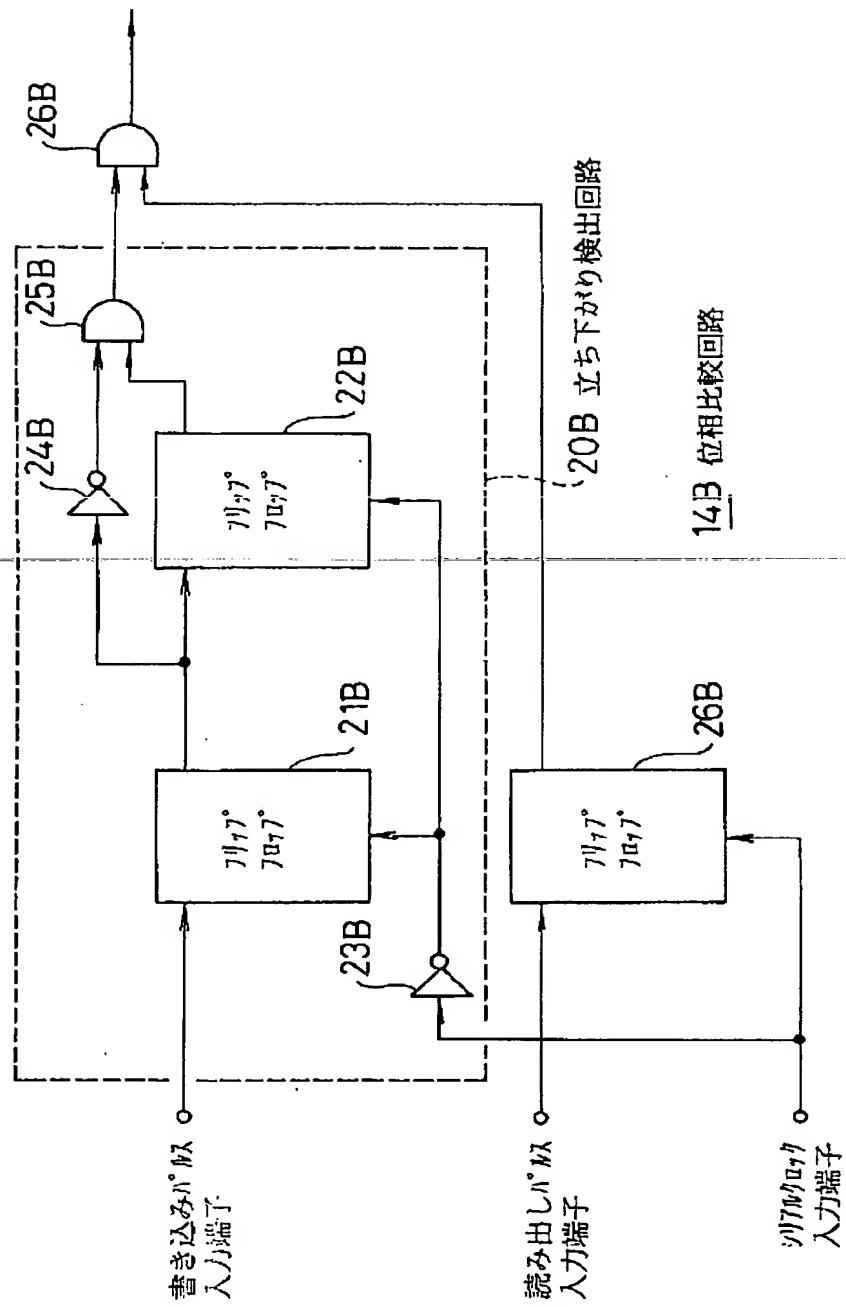 書き込みパルス
入力端子
読み出しパルス
入力端子
シリアルクロック
入力端子
23B
フリップ
フロップ
21B
フリップ
フロップ
26B
24B
フリップ
フロップ
22B
25B
26B
20B 立ち下がり検出回路
14B 位相比較回路